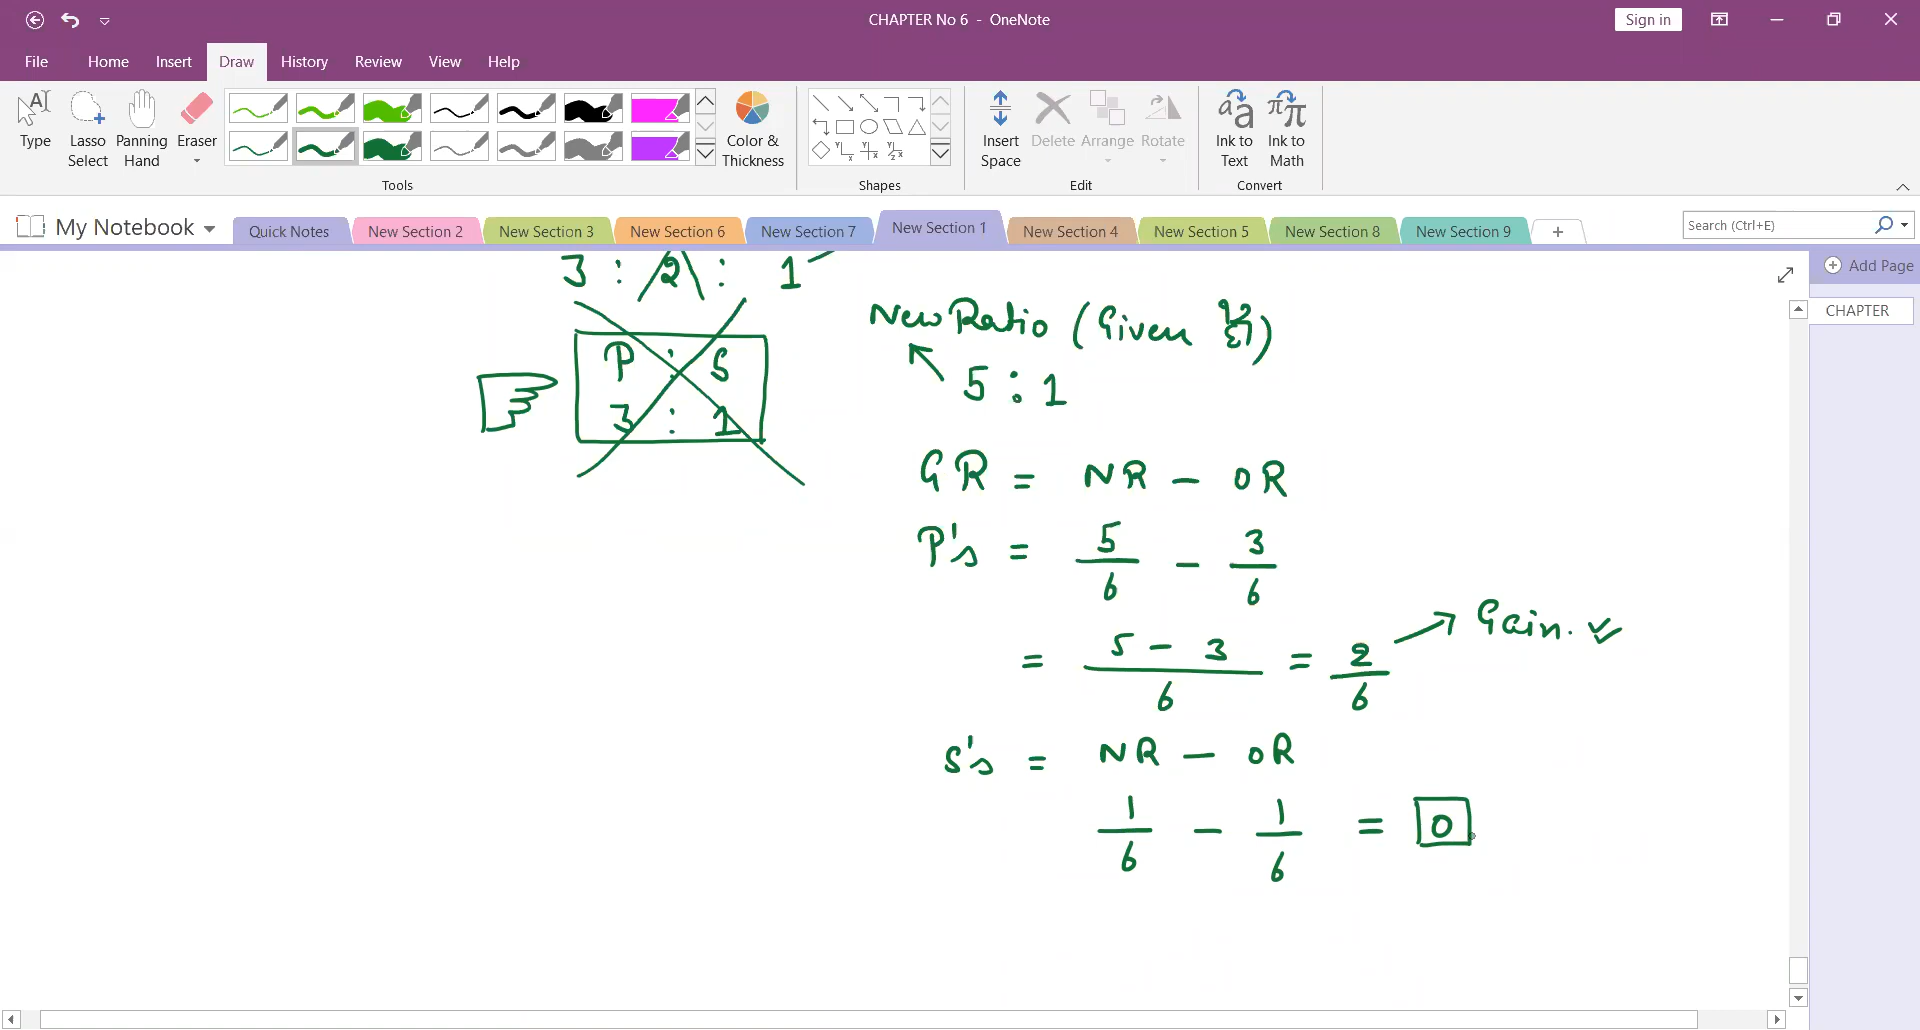 CHAPTER No 6 - OneNote
Sign in
File Home Insert Draw History Review View Help
Type
Lasso Select
Panning Hand
Eraser
Color & Thickness
Insert Space
Delete
Arrange
Rotate
Ink to Text
Ink to Math
Tools
Shapes
Edit
Convert
My Notebook
Quick Notes
New Section 2
New Section 3
New Section 6
New Section 7
New Section 1
New Section 4
New Section 5
New Section 8
New Section 9
Search (Ctrl+E)
Add Page
CHAPTER
3 : 2 : 1
P : S
3 : 1
New Ratio (Given है)
5 : 1
GR = NR - OR
P's = 5/6 - 3/6
= 5 - 3/6 = 2/6 → Gain.
S's = NR - OR
1/6 - 1/6 = 0